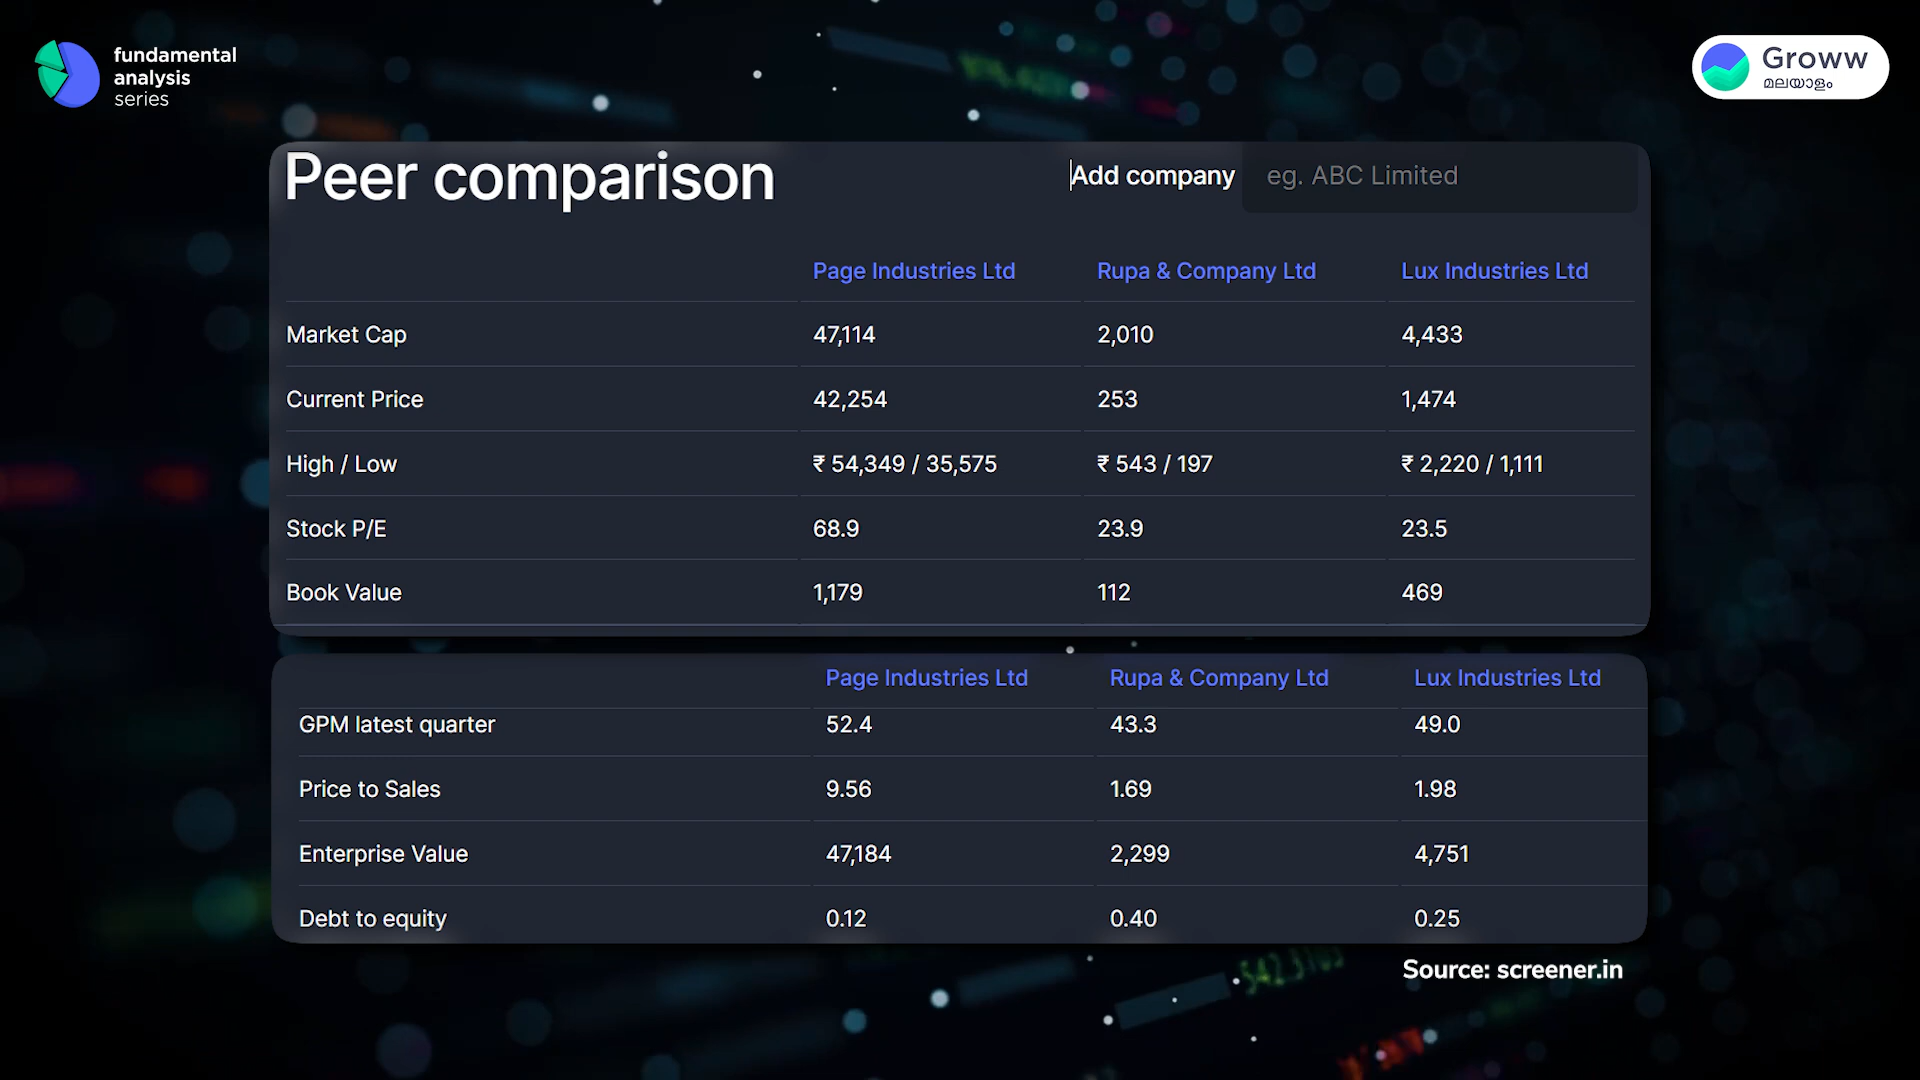 fundamental
analysis
series
Groww
മലയാളം
Peer comparison
Add company
eg. ABC Limited
Page Industries Ltd Rupa & Company Ltd Lux Industries Ltd
Market Cap 47,114 2,010 4,433
Current Price 42,254 253 1,474
High / Low ₹ 54,349 / 35,575 ₹ 543 / 197 ₹ 2,220 / 1,111
Stock P/E 68.9 23.9 23.5
Book Value 1,179 112 469
Page Industries Ltd Rupa & Company Ltd Lux Industries Ltd
GPM latest quarter 52.4 43.3 49.0
Price to Sales 9.56 1.69 1.98
Enterprise Value 47,184 2,299 4,751
Debt to equity 0.12 0.40 0.25
Source: screener.in